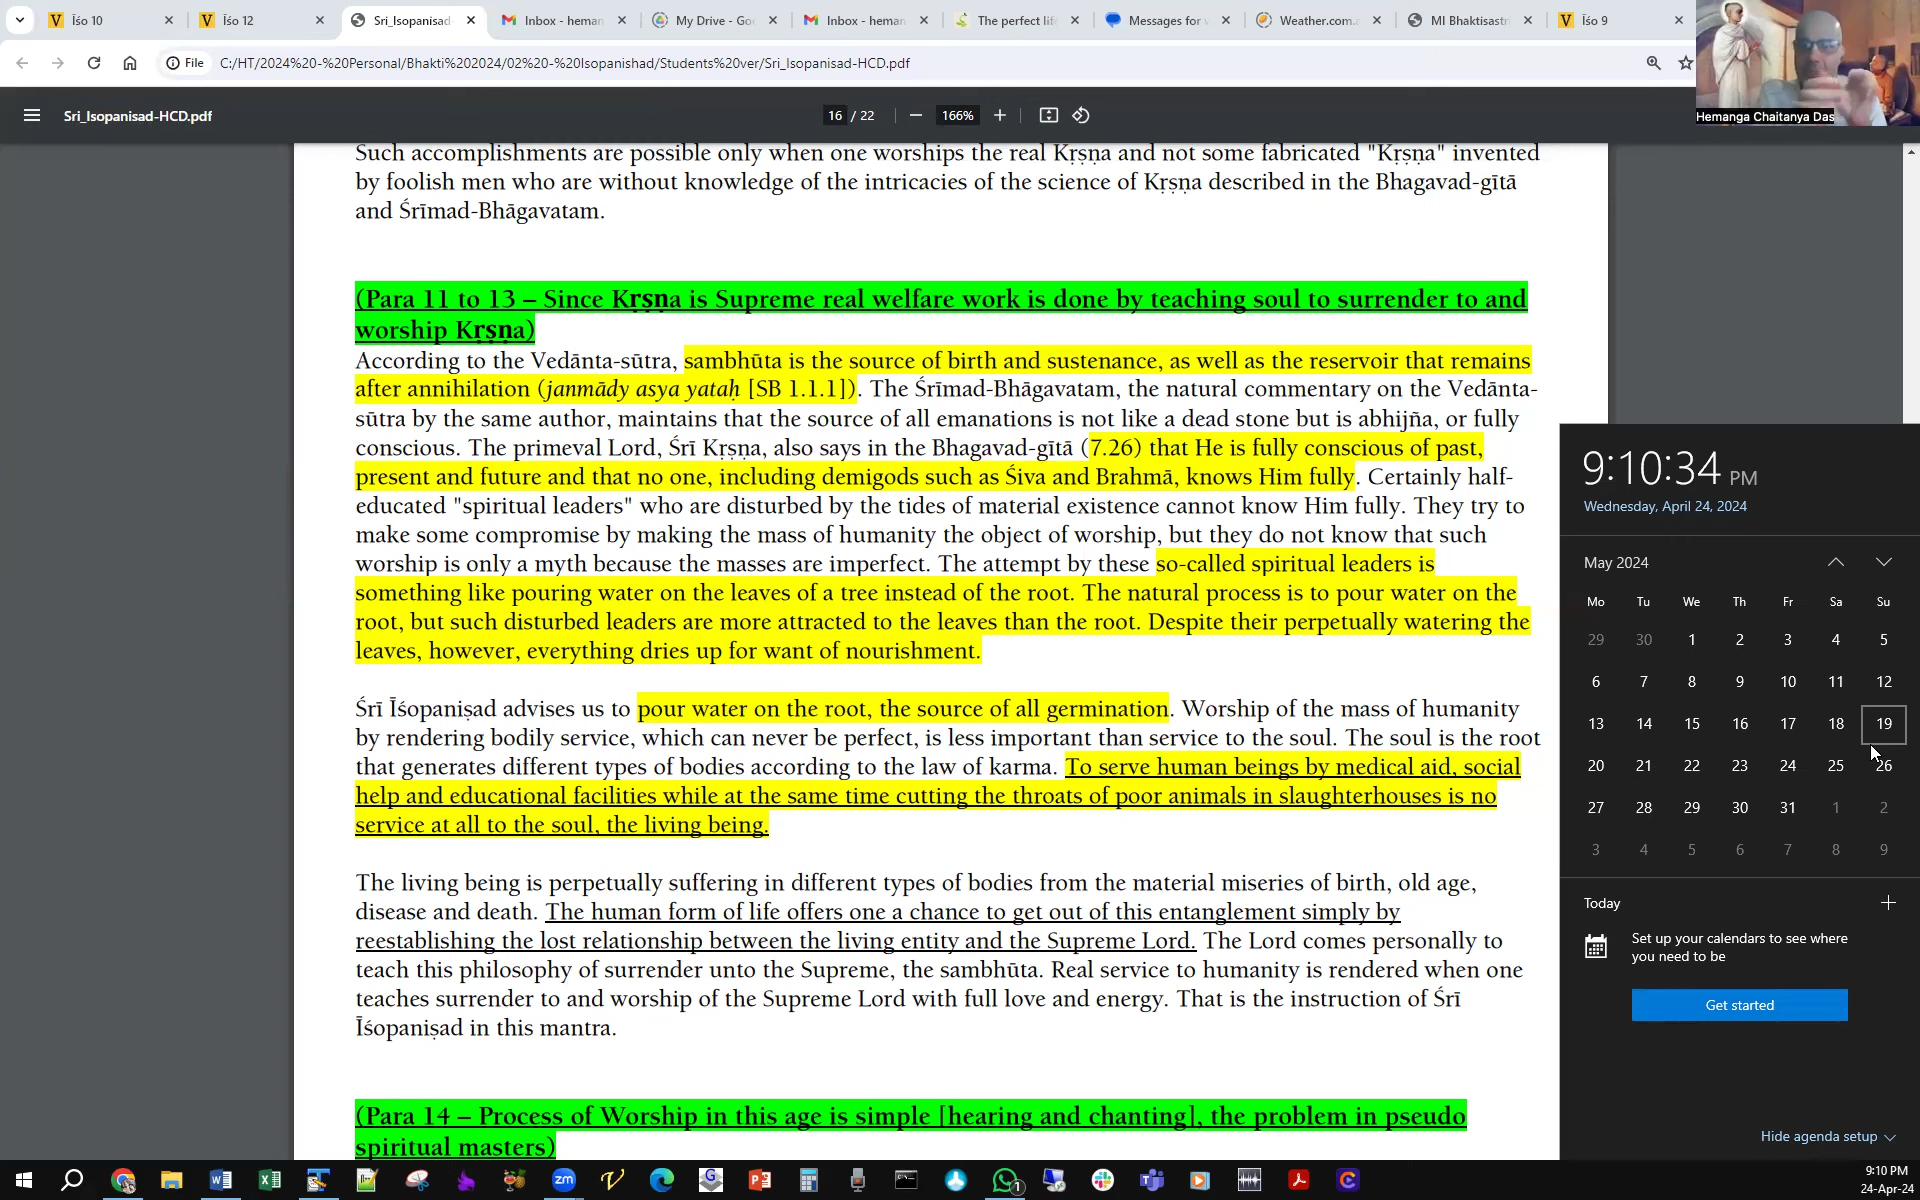 Īśo 10
Īśo 12
Sri_Isopanisad-
Inbox - heman
My Drive - Goo
Inbox - heman
The perfect life
Messages for
Weather.com.
MI Bhaktisastr
Īśo 9
File
C:/HT/2024%20-%20Personal/Bhakti%202024/02%20-%20Isopanishad/Students%20ver/Sri_Isopanisad-HCD.pdf
Hemanga Chaitanya Das
Sri_Isopanisad-HCD.pdf
16 / 22
166%
Such accomplishments are possible only when one worships the real Kṛṣṇa and not some fabricated "Kṛṣṇa" invented
by foolish men who are without knowledge of the intricacies of the science of Kṛṣṇa described in the Bhagavad-gītā
and Śrīmad-Bhāgavatam.
(Para 11 to 13 – Since Kṛṣṇa is Supreme real welfare work is done by teaching soul to surrender to and
worship Kṛṣṇa)
According to the Vedānta-sūtra, sambhūta is the source of birth and sustenance, as well as the reservoir that remains
after annihilation (janmādy asya yataḥ [SB 1.1.1]). The Śrīmad-Bhāgavatam, the natural commentary on the Vedānta-
sūtra by the same author, maintains that the source of all emanations is not like a dead stone but is abhijña, or fully
conscious. The primeval Lord, Śrī Kṛṣṇa, also says in the Bhagavad-gītā (7.26) that He is fully conscious of past,
present and future and that no one, including demigods such as Śiva and Brahmā, knows Him fully. Certainly half-
educated "spiritual leaders" who are disturbed by the tides of material existence cannot know Him fully. They try to
make some compromise by making the mass of humanity the object of worship, but they do not know that such
worship is only a myth because the masses are imperfect. The attempt by these so-called spiritual leaders is
something like pouring water on the leaves of a tree instead of the root. The natural process is to pour water on the
root, but such disturbed leaders are more attracted to the leaves than the root. Despite their perpetually watering the
leaves, however, everything dries up for want of nourishment.
Śrī Īśopaniṣad advises us to pour water on the root, the source of all germination. Worship of the mass of humanity
by rendering bodily service, which can never be perfect, is less important than service to the soul. The soul is the root
that generates different types of bodies according to the law of karma. To serve human beings by medical aid, social
help and educational facilities while at the same time cutting the throats of poor animals in slaughterhouses is no
service at all to the soul, the living being.
The living being is perpetually suffering in different types of bodies from the material miseries of birth, old age,
disease and death. The human form of life offers one a chance to get out of this entanglement simply by
reestablishing the lost relationship between the living entity and the Supreme Lord. The Lord comes personally to
teach this philosophy of surrender unto the Supreme, the sambhūta. Real service to humanity is rendered when one
teaches surrender to and worship of the Supreme Lord with full love and energy. That is the instruction of Śrī
Īśopaniṣad in this mantra.
(Para 14 – Process of Worship in this age is simple [hearing and chanting], the problem in pseudo
spiritual masters)
9:10:34 PM
Wednesday, April 24, 2024
May 2024
Mo Tu We Th Fr Sa Su
29 30 1 2 3 4 5
6 7 8 9 10 11 12
13 14 15 16 17 18 19
20 21 22 23 24 25 26
27 28 29 30 31 1 2
3 4 5 6 7 8 9
Today
Set up your calendars to see where
you need to be
Get started
Hide agenda setup
9:10 PM
24-Apr-24